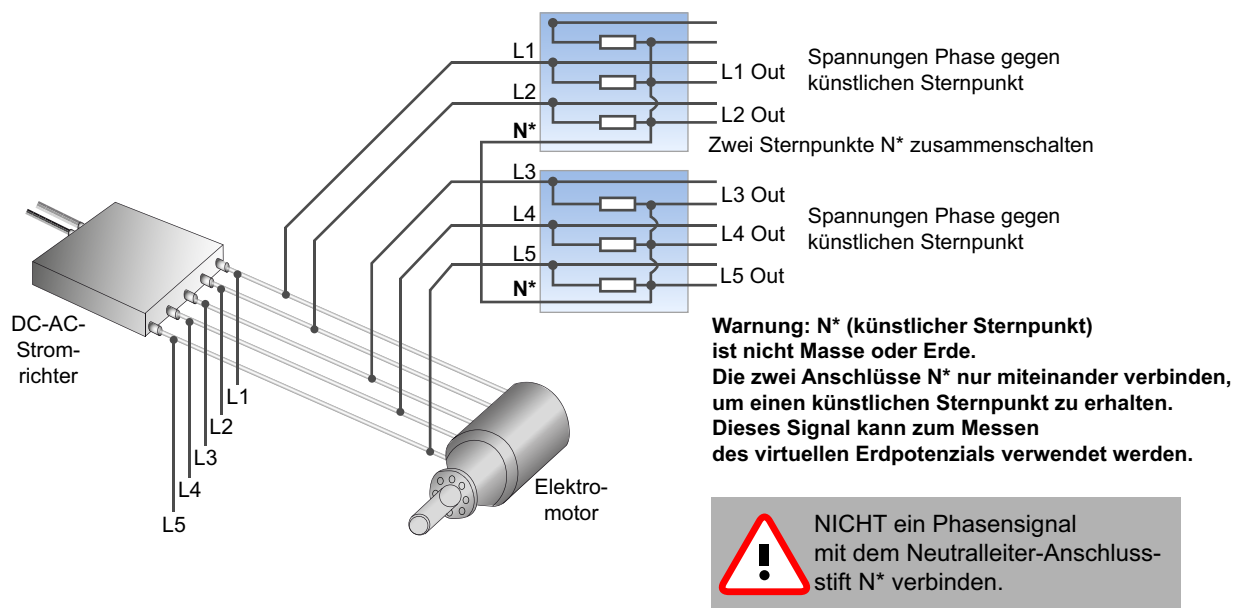 L1
L2
N*
L1 Out
L2 Out
Spannungen Phase gegen
künstlichen Sternpunkt
Zwei Sternpunkte N* zusammenschalten
L3
L4
L5
N*
L3 Out
L4 Out
L5 Out
Spannungen Phase gegen
künstlichen Sternpunkt
DC-AC-
Strom-
richter
L1
L2
L3
L4
L5
Elektro-
motor
Warnung: N* (künstlicher Sternpunkt)
ist nicht Masse oder Erde.
Die zwei Anschlüsse N* nur miteinander verbinden,
um einen künstlichen Sternpunkt zu erhalten.
Dieses Signal kann zum Messen
des virtuellen Erdpotenzials verwendet werden.
NICHT ein Phasensignal
mit dem Neutralleiter-Anschluss-
stift N* verbinden.